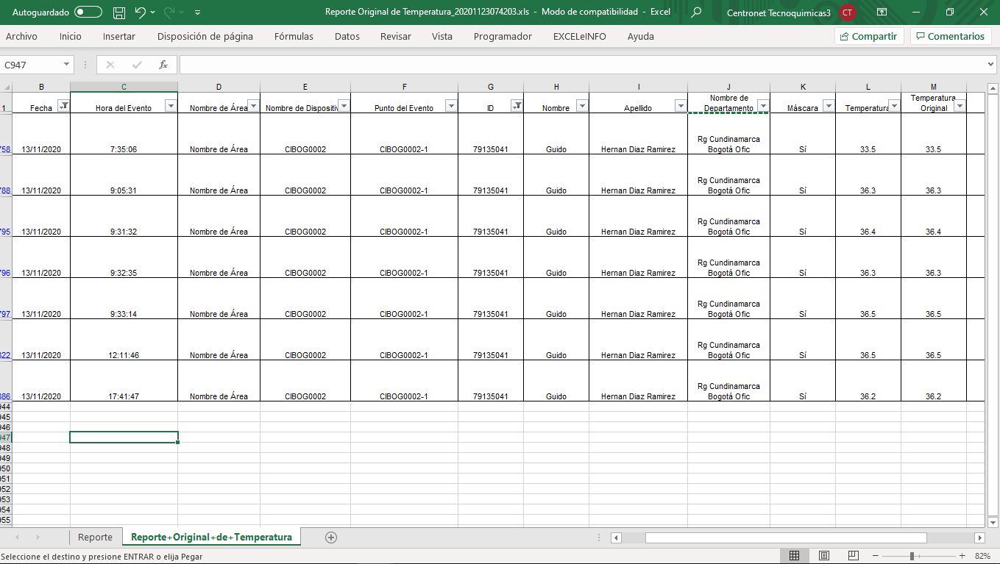 Autoguardado Reporte Original de Temperatura_20201123074203.xls - Modo de compatibilidad - Excel Centronet Tecnoquimicas3 CT
Archivo Inicio Insertar Disposición de página Fórmulas Datos Revisar Vista Programador EXCELeINFO Ayuda Compartir Comentarios
C947 fx
B C D E F G H I J K L M
1 Fecha Hora del Evento Nombre de Área Nombre de Dispositiv Punto del Evento ID Nombre Apellido Nombre de Departamento Máscara Temperatura Temperatura Original
758 13/11/2020 7:35:06 Nombre de Área CIBOG0002 CIBOG0002-1 79135041 Guido Hernan Diaz Ramirez Rg Cundinamarca Bogotá Ofic Sí 33.5 33.5
788 13/11/2020 9:05:31 Nombre de Área CIBOG0002 CIBOG0002-1 79135041 Guido Hernan Diaz Ramirez Rg Cundinamarca Bogotá Ofic Sí 36.3 36.3
795 13/11/2020 9:31:32 Nombre de Área CIBOG0002 CIBOG0002-1 79135041 Guido Hernan Diaz Ramirez Rg Cundinamarca Bogotá Ofic Sí 36.4 36.4
796 13/11/2020 9:32:35 Nombre de Área CIBOG0002 CIBOG0002-1 79135041 Guido Hernan Diaz Ramirez Rg Cundinamarca Bogotá Ofic Sí 36.3 36.3
797 13/11/2020 9:33:14 Nombre de Área CIBOG0002 CIBOG0002-1 79135041 Guido Hernan Diaz Ramirez Rg Cundinamarca Bogotá Ofic Sí 36.5 36.5
822 13/11/2020 12:11:46 Nombre de Área CIBOG0002 CIBOG0002-1 79135041 Guido Hernan Diaz Ramirez Rg Cundinamarca Bogotá Ofic Sí 36.5 36.5
886 13/11/2020 17:41:47 Nombre de Área CIBOG0002 CIBOG0002-1 79135041 Guido Hernan Diaz Ramirez Rg Cundinamarca Bogotá Ofic Sí 36.2 36.2
944
945
946
947
948
949
950
951
952
953
954
955
Reporte Reporte+Original+de+Temperatura
Seleccione el destino y presione ENTRAR o elija Pegar 82%